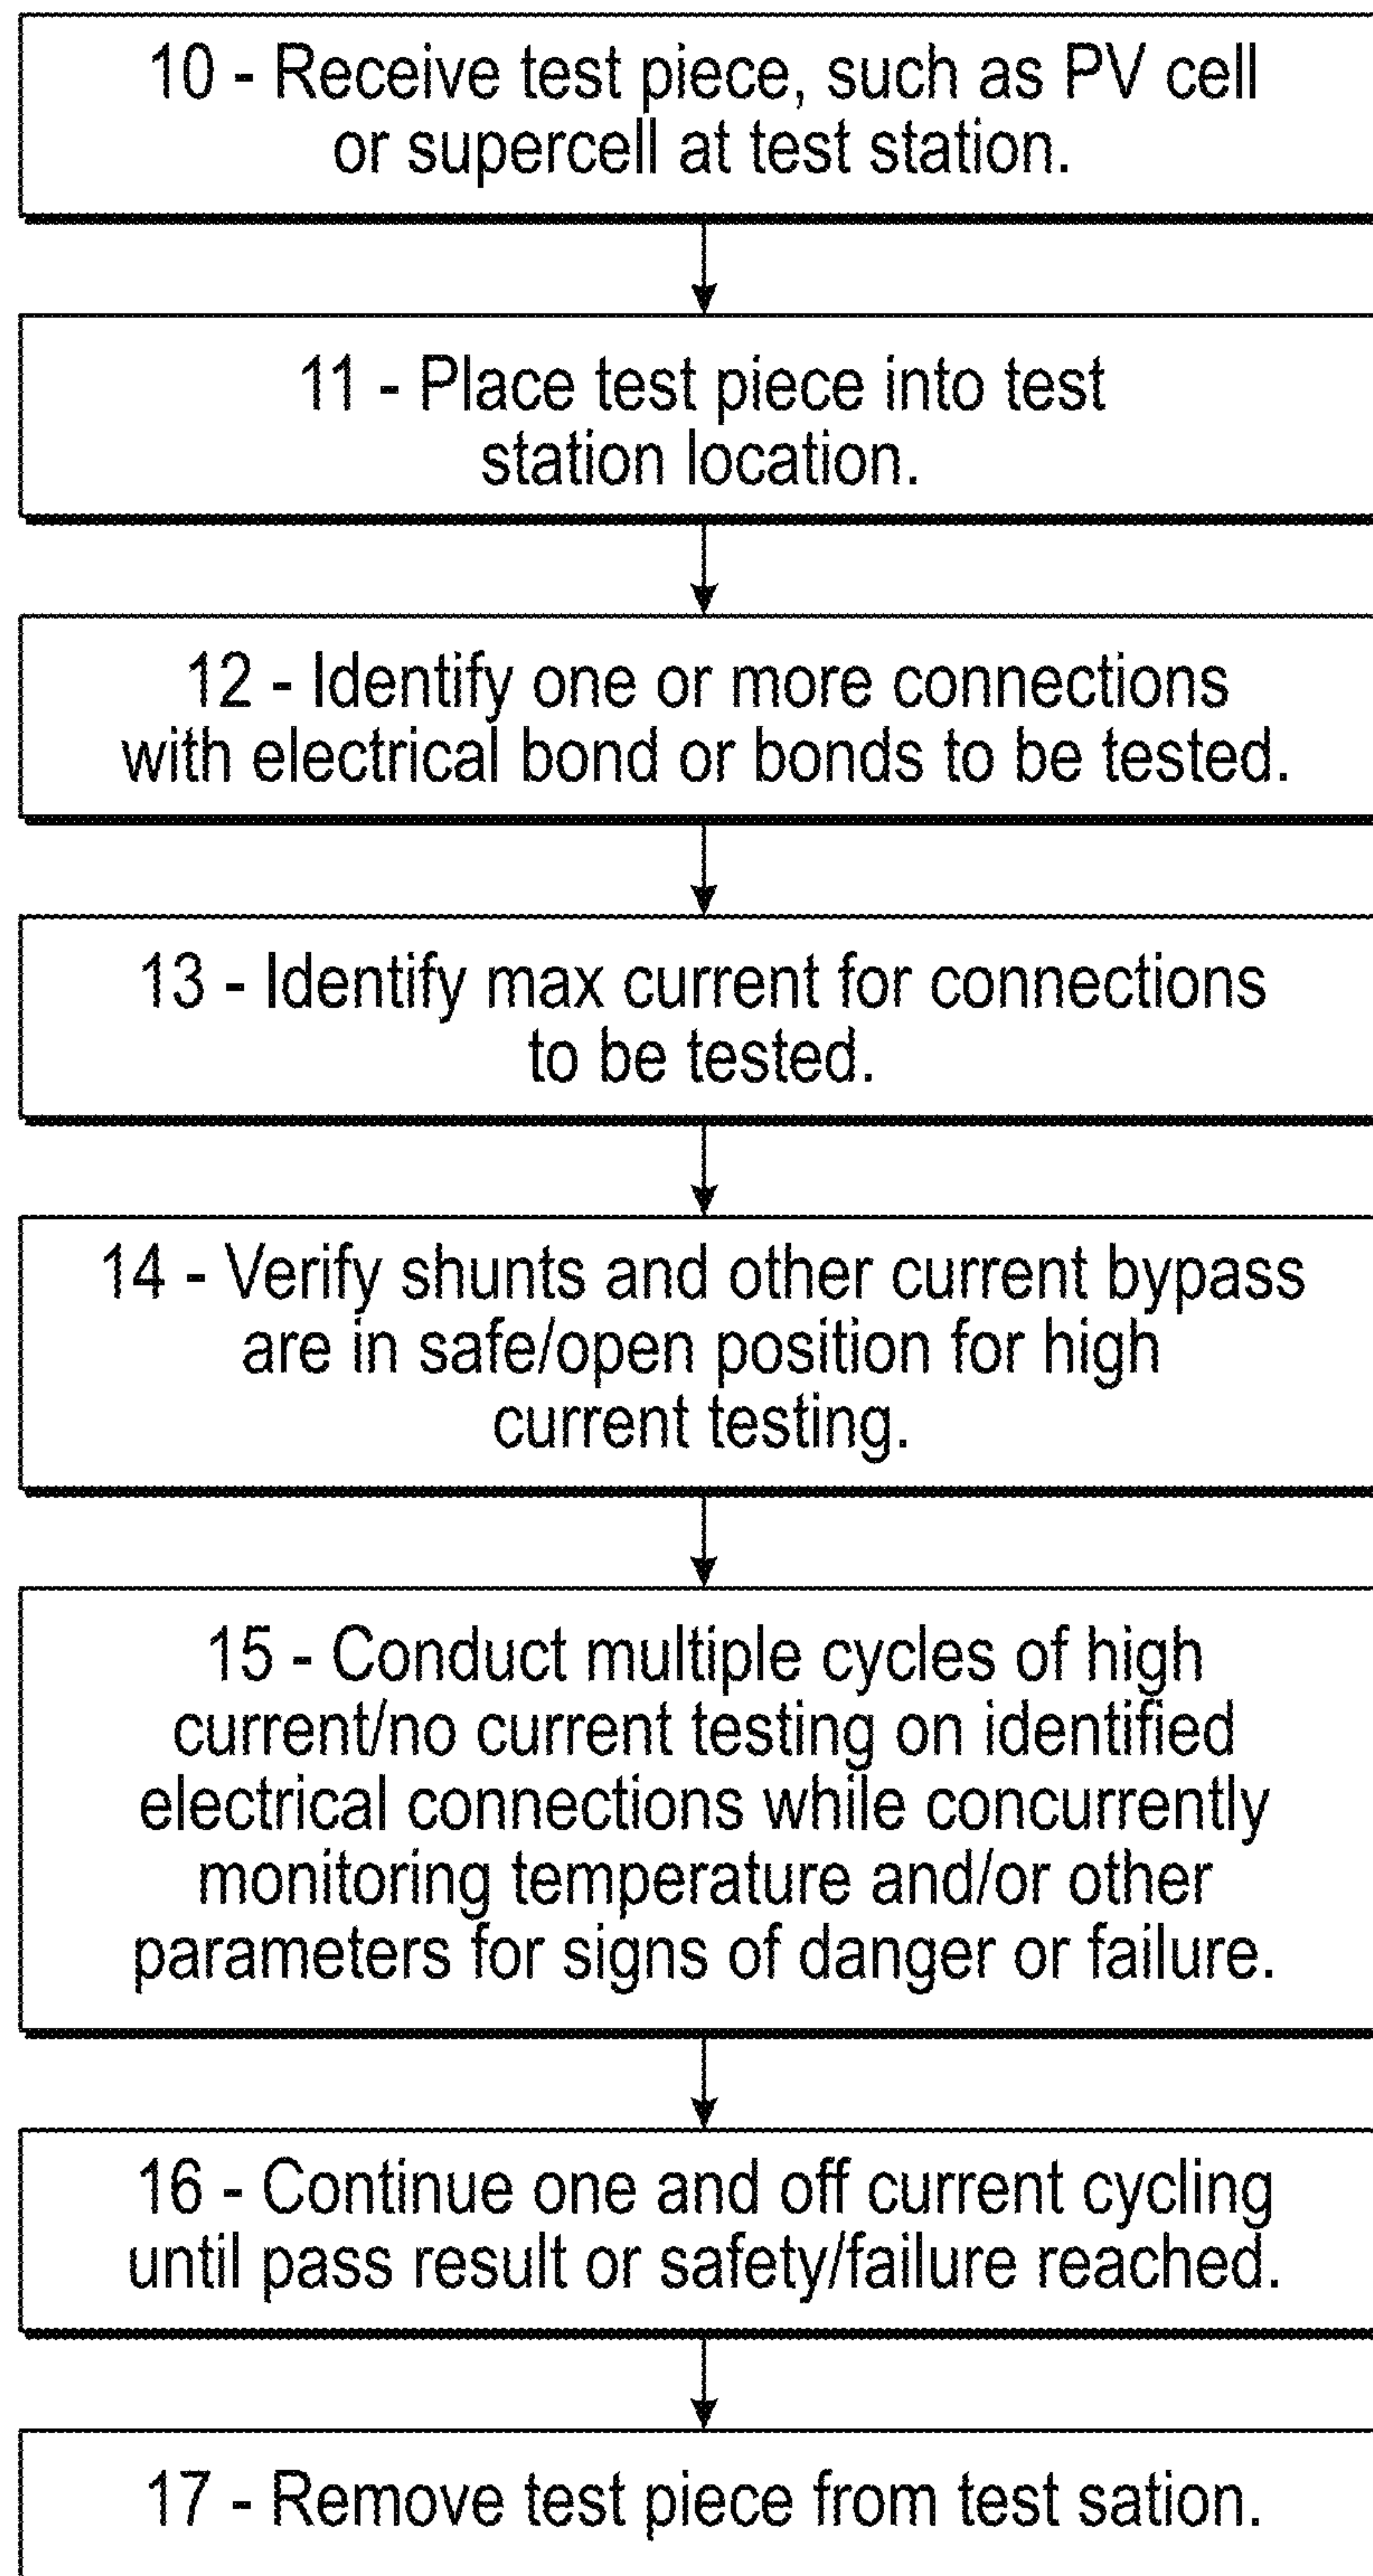 10 - Receive test piece, such as PV cell
or supercell at test station.
11 - Place test piece into test
station location.
12 - Identify one or more connections
with electrical bond or bonds to be tested.
13 - Identify max current for connections
to be tested.
14 - Verify shunts and other current bypass
are in safe/open position for high
current testing.
15 - Conduct multiple cycles of high
current/no current testing on identified
electrical connections while concurrently
monitoring temperature and/or other
parameters for signs of danger or failure.
16 - Continue one and off current cycling
until pass result or safety/failure reached.
17 - Remove test piece from test sation.